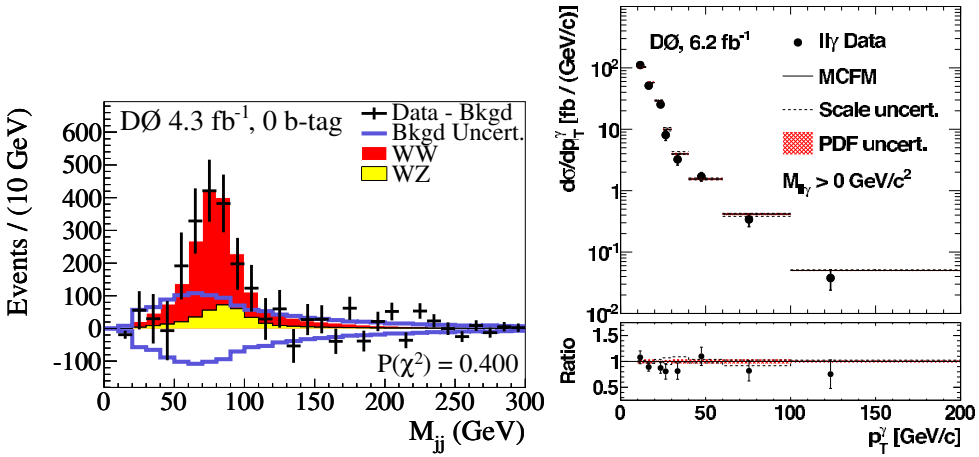 DØ 4.3 fb⁻¹, 0 b-tag
Data - Bkgd
Bkgd Uncert.
WW
WZ
P(χ²) = 0.400
Events / (10 GeV)
600
500
400
300
200
100
0
-100
0 50 100 150 200 250 300
M_jj (GeV)
DØ, 6.2 fb⁻¹
llγ Data
MCFM
Scale uncert.
PDF uncert.
M_llγ > 0 GeV/c²
dσ/dp_T^γ [fb / (GeV/c)]
10²
10
1
10⁻¹
10⁻²
Ratio
1.5
1.0
0.5
0 50 100 150 200
p_T^γ [GeV/c]